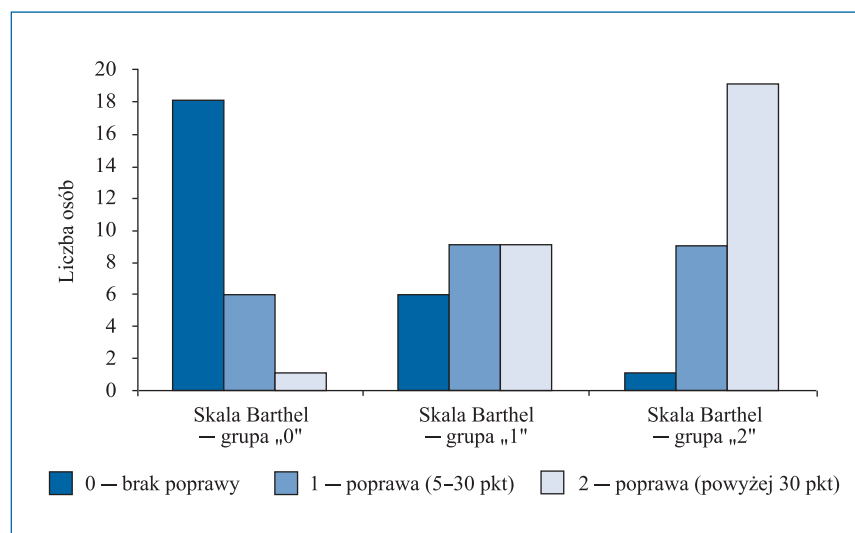 20
18
16
14
12
10
8
6
4
2
0
Liczba osób
Skala Barthel
— grupa „0"
Skala Barthel
— grupa „1"
Skala Barthel
— grupa „2"
0 — brak poprawy
1 — poprawa (5–30 pkt)
2 — poprawa (powyżej 30 pkt)